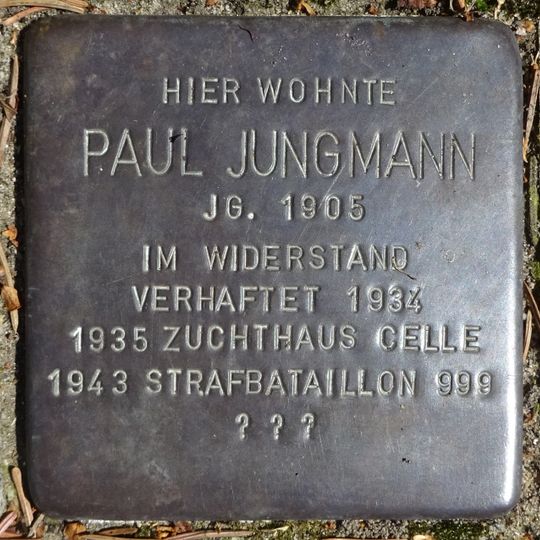 HIER WOHNTE
PAUL JUNGMANN
JG. 1905
IM WIDERSTAND
VERHAFTET 1934
1935 ZUCHTHAUS CELLE
1943 STRAFBATAILLON 999
? ? ?